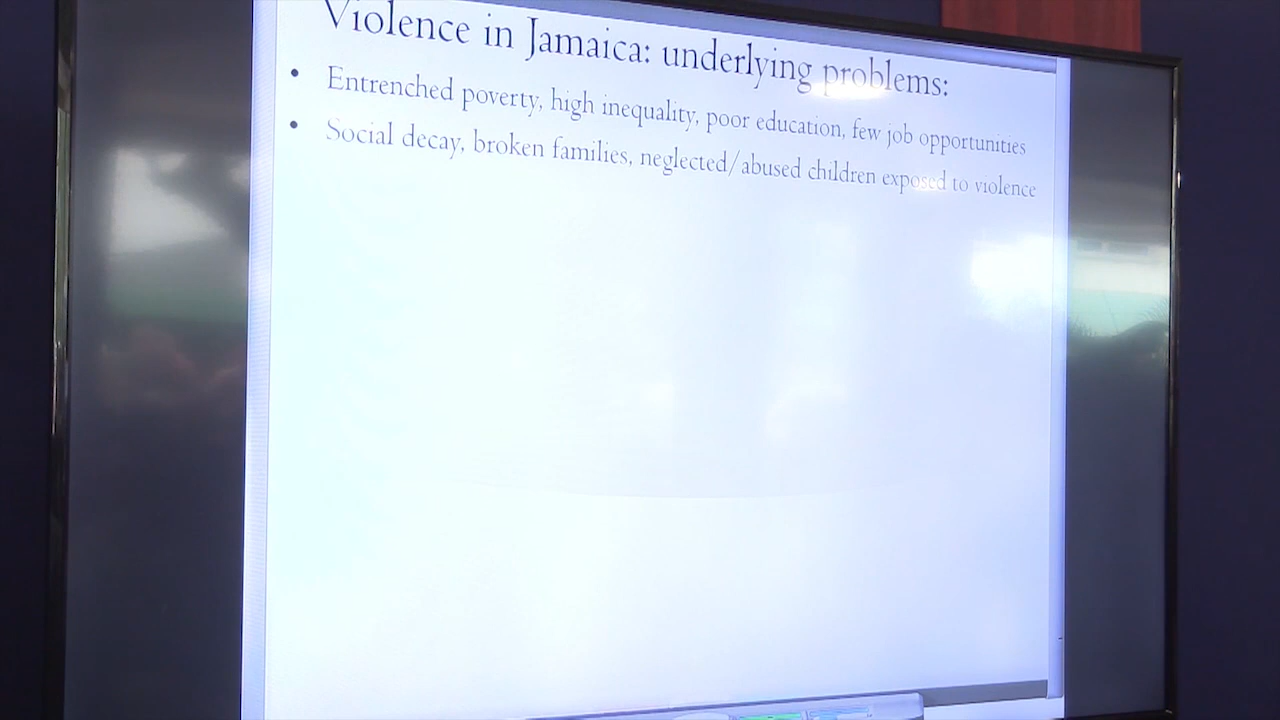 Violence in Jamaica: underlying problems:
• Entrenched poverty, high inequality, poor education, few job opportunities
• Social decay, broken families, neglected/abused children exposed to violence